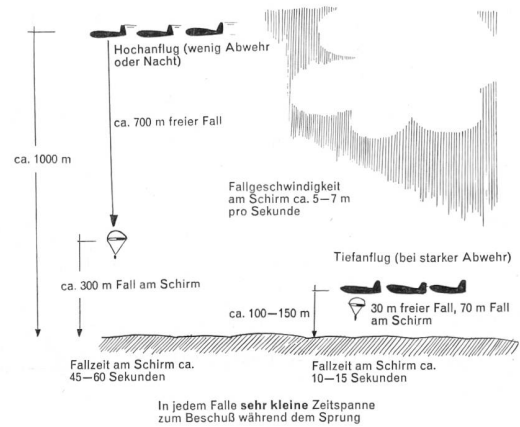 Hochanflug (wenig Abwehr
oder Nacht)
ca. 700 m freier Fall
ca. 1000 m
Fallgeschwindigkeit
am Schirm ca. 5–7 m
pro Sekunde
Tiefanflug (bei starker Abwehr)
ca. 300 m Fall am Schirm
ca. 100–150 m
30 m freier Fall, 70 m Fall
am Schirm
Fallzeit am Schirm ca.
45–60 Sekunden
Fallzeit am Schirm ca.
10–15 Sekunden
In jedem Falle sehr kleine Zeitspanne
zum Beschuß während dem Sprung